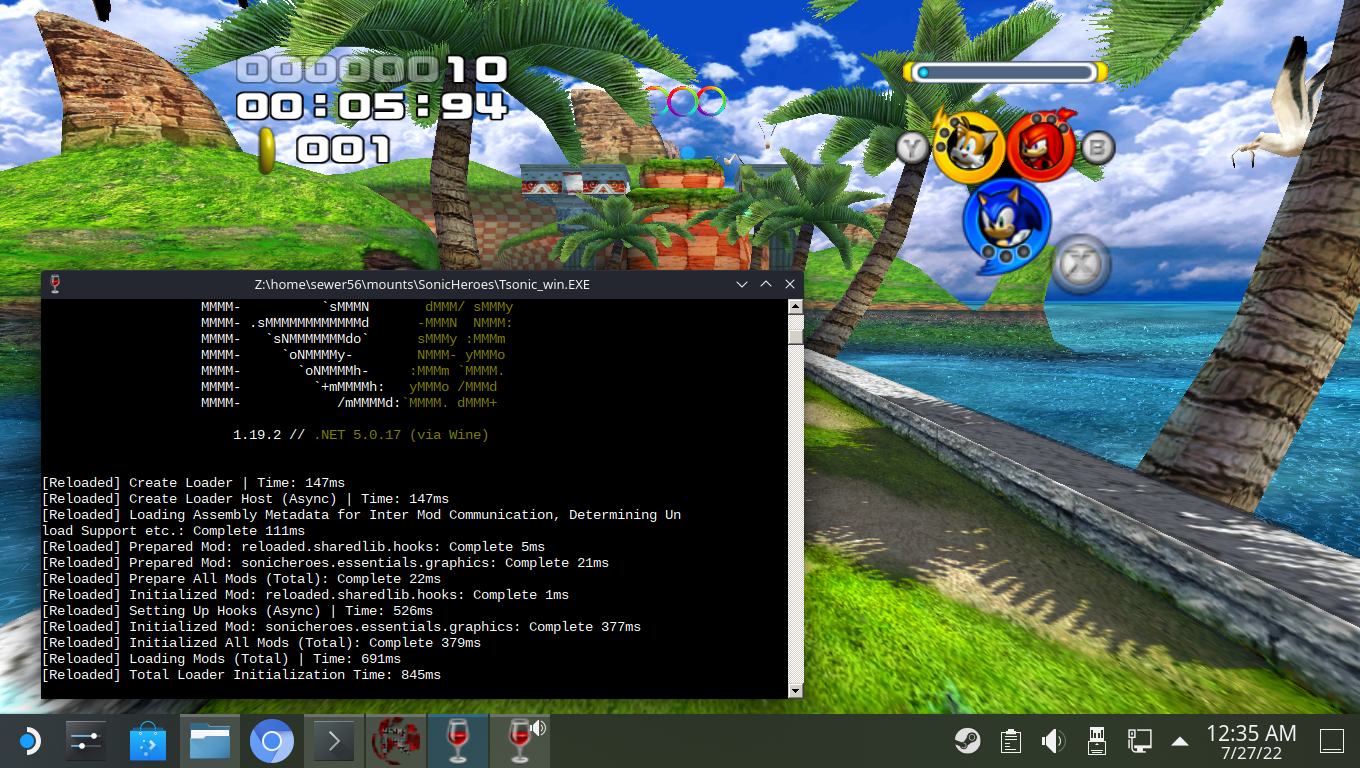 000000010
00:05:94
001
Y
B
X
Z:\home\sewer56\mounts\SonicHeroes\Tsonic_win.EXE
MMMM-          `sMMMN       dMMM/ sMMMy
MMMM- .sMMMMMMMMMMMMd      -MMMN  NMMM:
MMMM-   `sNMMMMMMMdo`      sMMMy :MMMm
MMMM-     `oNMMMMy-        NMMM- yMMMo
MMMM-       `oNMMMMh-     :MMMm `MMMM.
MMMM-         `+mMMMMh:   yMMMo /MMMd
MMMM-            /mMMMMd:`MMMM. dMMM+
1.19.2 // .NET 5.0.17 (via Wine)
[Reloaded] Create Loader | Time: 147ms
[Reloaded] Create Loader Host (Async) | Time: 147ms
[Reloaded] Loading Assembly Metadata for Inter Mod Communication, Determining Un
load Support etc.: Complete 111ms
[Reloaded] Prepared Mod: reloaded.sharedlib.hooks: Complete 5ms
[Reloaded] Prepared Mod: sonicheroes.essentials.graphics: Complete 21ms
[Reloaded] Prepare All Mods (Total): Complete 22ms
[Reloaded] Initialized Mod: reloaded.sharedlib.hooks: Complete 1ms
[Reloaded] Setting Up Hooks (Async) | Time: 526ms
[Reloaded] Initialized Mod: sonicheroes.essentials.graphics: Complete 377ms
[Reloaded] Initialized All Mods (Total): Complete 379ms
[Reloaded] Loading Mods (Total) | Time: 691ms
[Reloaded] Total Loader Initialization Time: 845ms
12:35 AM
7/27/22